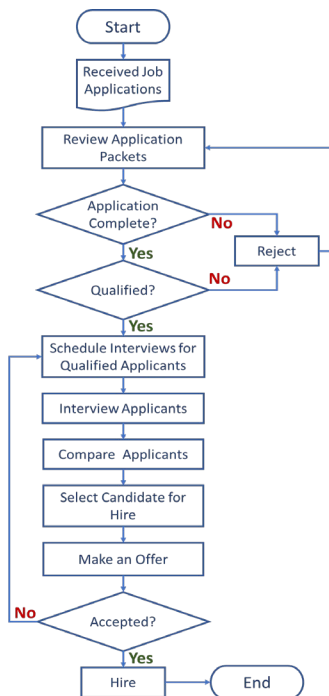 Start
Received Job
Applications
Review Application
Packets
Application
Complete?
No
Yes
Reject
Qualified?
No
Yes
Schedule Interviews for
Qualified Applicants
Interview Applicants
Compare Applicants
Select Candidate for
Hire
Make an Offer
No
Accepted?
Yes
Hire
End